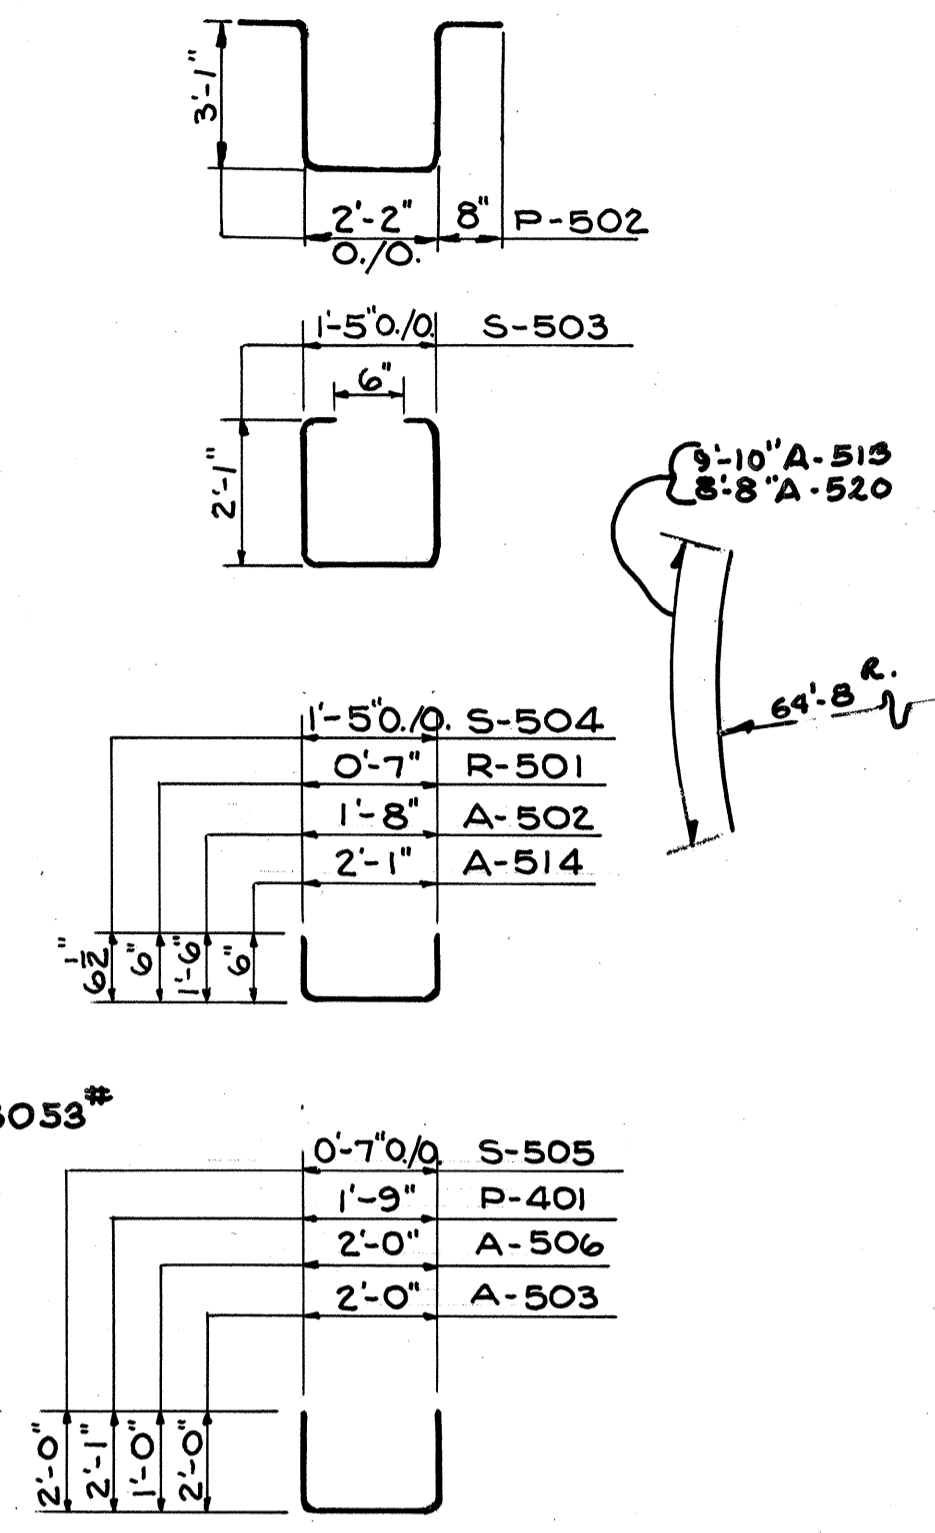 3'-1"
2'-2" 8" P-502
O./O.
1'-5"O./O. S-503
6"
2'-1"
9'-10" A-513
8'-8" A-520
64'-8 R.
1'-5"O./O. S-504
0'-7" R-501
1'-8" A-502
2'-1" A-514
6 1/2" 6" 1'-6" 6"
3053#
0'-7"O./O. S-505
1'-9" P-401
2'-0" A-506
2'-0" A-503
2'-0" 2'-1" 1'-0" 2'-0"